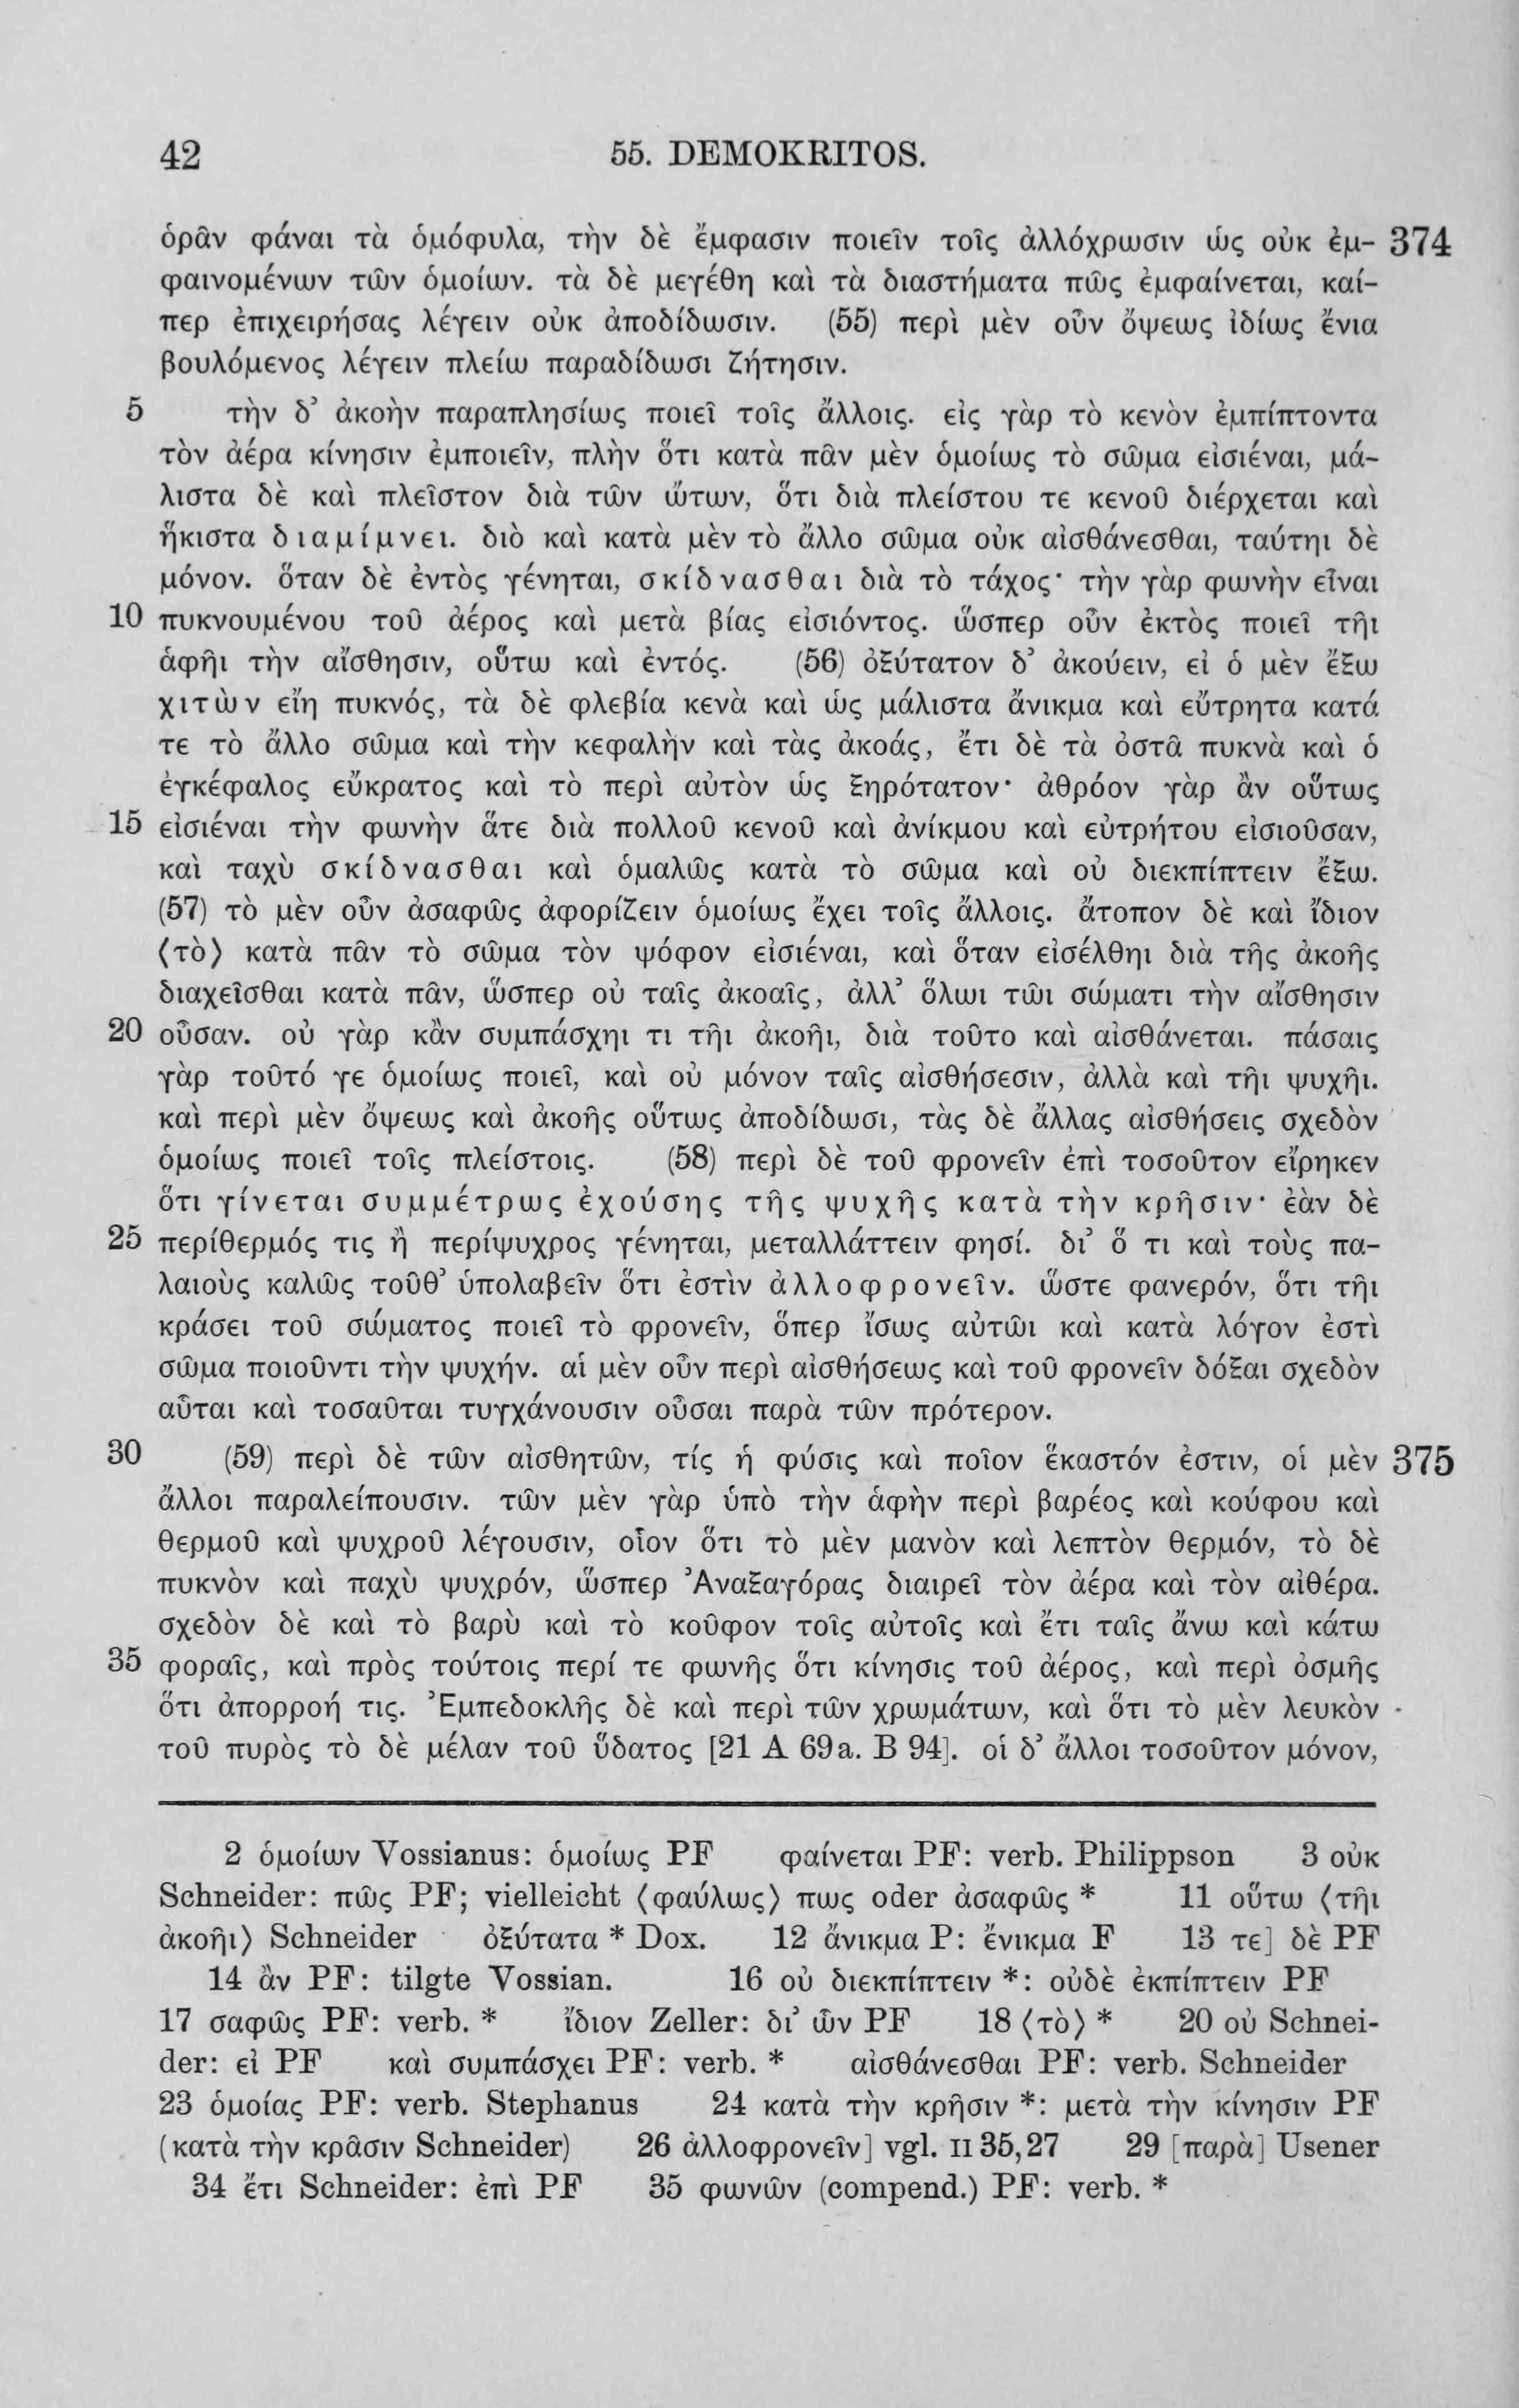 42 55. DEMOKRITOS.
ὁρᾶν φάναι τὰ ὁμόφυλα, τὴν δὲ ἔμφασιν ποιεῖν τοῖς ἀλλόχρωσιν ὡς οὐκ ἐμ- 374
φαινομένων τῶν ὁμοίων. τὰ δὲ μεγέθη καὶ τὰ διαστήματα πῶς ἐμφαίνεται, καί-
περ ἐπιχειρήσας λέγειν οὐκ ἀποδίδωσιν. (55) περὶ μὲν οὖν ὄψεως ἰδίως ἔνια
βουλόμενος λέγειν πλείω παραδίδωσι ζήτησιν.
5 τὴν δ’ ἀκοὴν παραπλησίως ποιεῖ τοῖς ἄλλοις. εἰς γὰρ τὸ κενὸν ἐμπίπτοντα
τὸν ἀέρα κίνησιν ἐμποιεῖν, πλὴν ὅτι κατὰ πᾶν μὲν ὁμοίως τὸ σῶμα εἰσιέναι, μά-
λιστα δὲ καὶ πλεῖστον διὰ τῶν ὤτων, ὅτι διὰ πλείστου τε κενοῦ διέρχεται καὶ
ἥκιστα διαμίμνει. διὸ καὶ κατὰ μὲν τὸ ἄλλο σῶμα οὐκ αἰσθάνεσθαι, ταύτηι δὲ
μόνον. ὅταν δὲ ἐντὸς γένηται, σκίδνασθαι διὰ τὸ τάχος· τὴν γὰρ φωνὴν εἶναι
10 πυκνουμένου τοῦ ἀέρος καὶ μετὰ βίας εἰσιόντος. ὥσπερ οὖν ἐκτὸς ποιεῖ τῆι
ἁφῆι τὴν αἴσθησιν, οὕτω καὶ ἐντός. (56) ὀξύτατον δ’ ἀκούειν, εἰ ὁ μὲν ἔξω
χιτὼν εἴη πυκνός, τὰ δὲ φλεβία κενὰ καὶ ὡς μάλιστα ἄνικμα καὶ εὔτρητα κατά
τε τὸ ἄλλο σῶμα καὶ τὴν κεφαλὴν καὶ τὰς ἀκοάς, ἔτι δὲ τὰ ὀστᾶ πυκνὰ καὶ ὁ
ἐγκέφαλος εὔκρατος καὶ τὸ περὶ αὐτὸν ὡς ξηρότατον· ἀθρόον γὰρ ἂν οὕτως
15 εἰσιέναι τὴν φωνὴν ἅτε διὰ πολλοῦ κενοῦ καὶ ἀνίκμου καὶ εὐτρήτου εἰσιοῦσαν,
καὶ ταχὺ σκίδνασθαι καὶ ὁμαλῶς κατὰ τὸ σῶμα καὶ οὐ διεκπίπτειν ἔξω.
(57) τὸ μὲν οὖν ἀσαφῶς ἀφορίζειν ὁμοίως ἔχει τοῖς ἄλλοις. ἄτοπον δὲ καὶ ἴδιον
⟨τὸ⟩ κατὰ πᾶν τὸ σῶμα τὸν ψόφον εἰσιέναι, καὶ ὅταν εἰσέλθηι διὰ τῆς ἀκοῆς
διαχεῖσθαι κατὰ πᾶν, ὥσπερ οὐ ταῖς ἀκοαῖς, ἀλλ’ ὅλωι τῶι σώματι τὴν αἴσθησιν
20 οὖσαν. οὐ γὰρ κἂν συμπάσχηι τι τῆι ἀκοῆι, διὰ τοῦτο καὶ αἰσθάνεται. πάσαις
γὰρ τοῦτό γε ὁμοίως ποιεῖ, καὶ οὐ μόνον ταῖς αἰσθήσεσιν, ἀλλὰ καὶ τῆι ψυχῆι.
καὶ περὶ μὲν ὄψεως καὶ ἀκοῆς οὕτως ἀποδίδωσι, τὰς δὲ ἄλλας αἰσθήσεις σχεδὸν
ὁμοίως ποιεῖ τοῖς πλείστοις. (58) περὶ δὲ τοῦ φρονεῖν ἐπὶ τοσοῦτον εἴρηκεν
ὅτι γίνεται συμμέτρως ἐχούσης τῆς ψυχῆς κατὰ τὴν κρῆσιν· ἐὰν δὲ
25 περίθερμός τις ἢ περίψυχρος γένηται, μεταλλάττειν φησί. δι’ ὅ τι καὶ τοὺς πα-
λαιοὺς καλῶς τοῦθ’ ὑπολαβεῖν ὅτι ἐστὶν ἀλλοφρονεῖν. ὥστε φανερόν, ὅτι τῆι
κράσει τοῦ σώματος ποιεῖ τὸ φρονεῖν, ὅπερ ἴσως αὐτῶι καὶ κατὰ λόγον ἐστὶ
σῶμα ποιοῦντι τὴν ψυχήν. αἱ μὲν οὖν περὶ αἰσθήσεως καὶ τοῦ φρονεῖν δόξαι σχεδὸν
αὗται καὶ τοσαῦται τυγχάνουσιν οὖσαι παρὰ τῶν πρότερον.
30 (59) περὶ δὲ τῶν αἰσθητῶν, τίς ἡ φύσις καὶ ποῖον ἕκαστόν ἐστιν, οἱ μὲν 375
ἄλλοι παραλείπουσιν. τῶν μὲν γὰρ ὑπὸ τὴν ἁφὴν περὶ βαρέος καὶ κούφου καὶ
θερμοῦ καὶ ψυχροῦ λέγουσιν, οἷον ὅτι τὸ μὲν μανὸν καὶ λεπτὸν θερμόν, τὸ δὲ
πυκνὸν καὶ παχὺ ψυχρόν, ὥσπερ Ἀναξαγόρας διαιρεῖ τὸν ἀέρα καὶ τὸν αἰθέρα.
σχεδὸν δὲ καὶ τὸ βαρὺ καὶ τὸ κοῦφον τοῖς αὐτοῖς καὶ ἔτι ταῖς ἄνω καὶ κάτω
35 φοραῖς, καὶ πρὸς τούτοις περί τε φωνῆς ὅτι κίνησις τοῦ ἀέρος, καὶ περὶ ὀσμῆς
ὅτι ἀπορροή τις. Ἐμπεδοκλῆς δὲ καὶ περὶ τῶν χρωμάτων, καὶ ὅτι τὸ μὲν λευκὸν
τοῦ πυρὸς τὸ δὲ μέλαν τοῦ ὕδατος [21 A 69a. B 94]. οἱ δ’ ἄλλοι τοσοῦτον μόνον,
2 ὁμοίων Vossianus: ὁμοίως PF φαίνεται PF: verb. Philippson 3 οὐκ
Schneider: πῶς PF; vielleicht ⟨φαύλως⟩ πως oder ἀσαφῶς * 11 οὕτω ⟨τῆι
ἀκοῆι⟩ Schneider ὀξύτατα * Dox. 12 ἄνικμα P: ἔνικμα F 13 τε] δὲ PF
14 ἂν PF: tilgte Vossian. 16 οὐ διεκπίπτειν *: οὐδὲ ἐκπίπτειν PF
17 σαφῶς PF: verb. * ἴδιον Zeller: δι’ ὧν PF 18 ⟨τὸ⟩ * 20 οὐ Schnei-
der: εἰ PF καὶ συμπάσχει PF: verb. * αἰσθάνεσθαι PF: verb. Schneider
23 ὁμοίας PF: verb. Stephanus 24 κατὰ τὴν κρῆσιν *: μετὰ τὴν κίνησιν PF
(κατὰ τὴν κρᾶσιν Schneider) 26 ἀλλοφρονεῖν] vgl. II 35,27 29 [παρὰ] Usener
34 ἔτι Schneider: ἐπὶ PF 35 φωνῶν (compend.) PF: verb. *